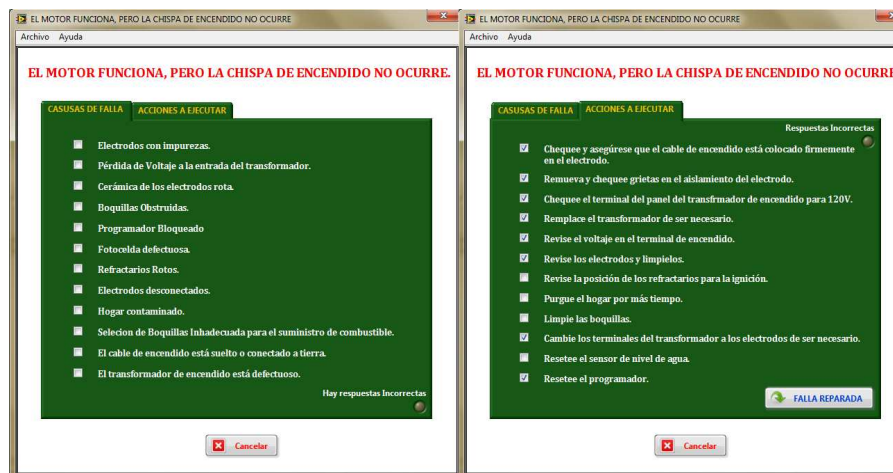 EL MOTOR FUNCIONA, PERO LA CHISPA DE ENCENDIDO NO OCURRE
Archivo Ayuda
EL MOTOR FUNCIONA, PERO LA CHISPA DE ENCENDIDO NO OCURRE.
CASUSAS DE FALLA ACCIONES A EJECUTAR
Electrodos con impurezas.
Pérdida de Voltaje a la entrada del transformador.
Cerámica de los electrodos rota.
Boquillas Obstruidas.
Programador Bloqueado
Fotocelda defectuosa.
Refractarios Rotos.
Electrodos desconectados.
Hogar contaminado.
Selecion de Boquillas Inhadecuada para el suministro de combustible.
El cable de encendido está suelto o conectado a tierra.
El transformador de encendido está defectuoso.
Hay respuestas Incorrectas
Cancelar
EL MOTOR FUNCIONA, PERO LA CHISPA DE ENCENDIDO NO OCURRE
Archivo Ayuda
EL MOTOR FUNCIONA, PERO LA CHISPA DE ENCENDIDO NO OCURRE
CASUSAS DE FALLA ACCIONES A EJECUTAR
Respuestas Incorrectas
Chequee y asegúrese que el cable de encendido está colocado firmemente
en el electrodo.
Remueva y chequee grietas en el aislamiento del electrodo.
Chequee el terminal del panel del transfrmador de encendido para 120V.
Remplace el transformador de ser necesario.
Revise el voltaje en el terminal de encendido.
Revise los electrodos y limpielos.
Revise la posición de los refractarios para la ignición.
Purgue el hogar por más tiempo.
Limpie las boquillas.
Cambie los terminales del transformador a los electrodos de ser necesario.
Resetee el sensor de nivel de agua.
Resetee el programador.
FALLA REPARADA
Cancelar